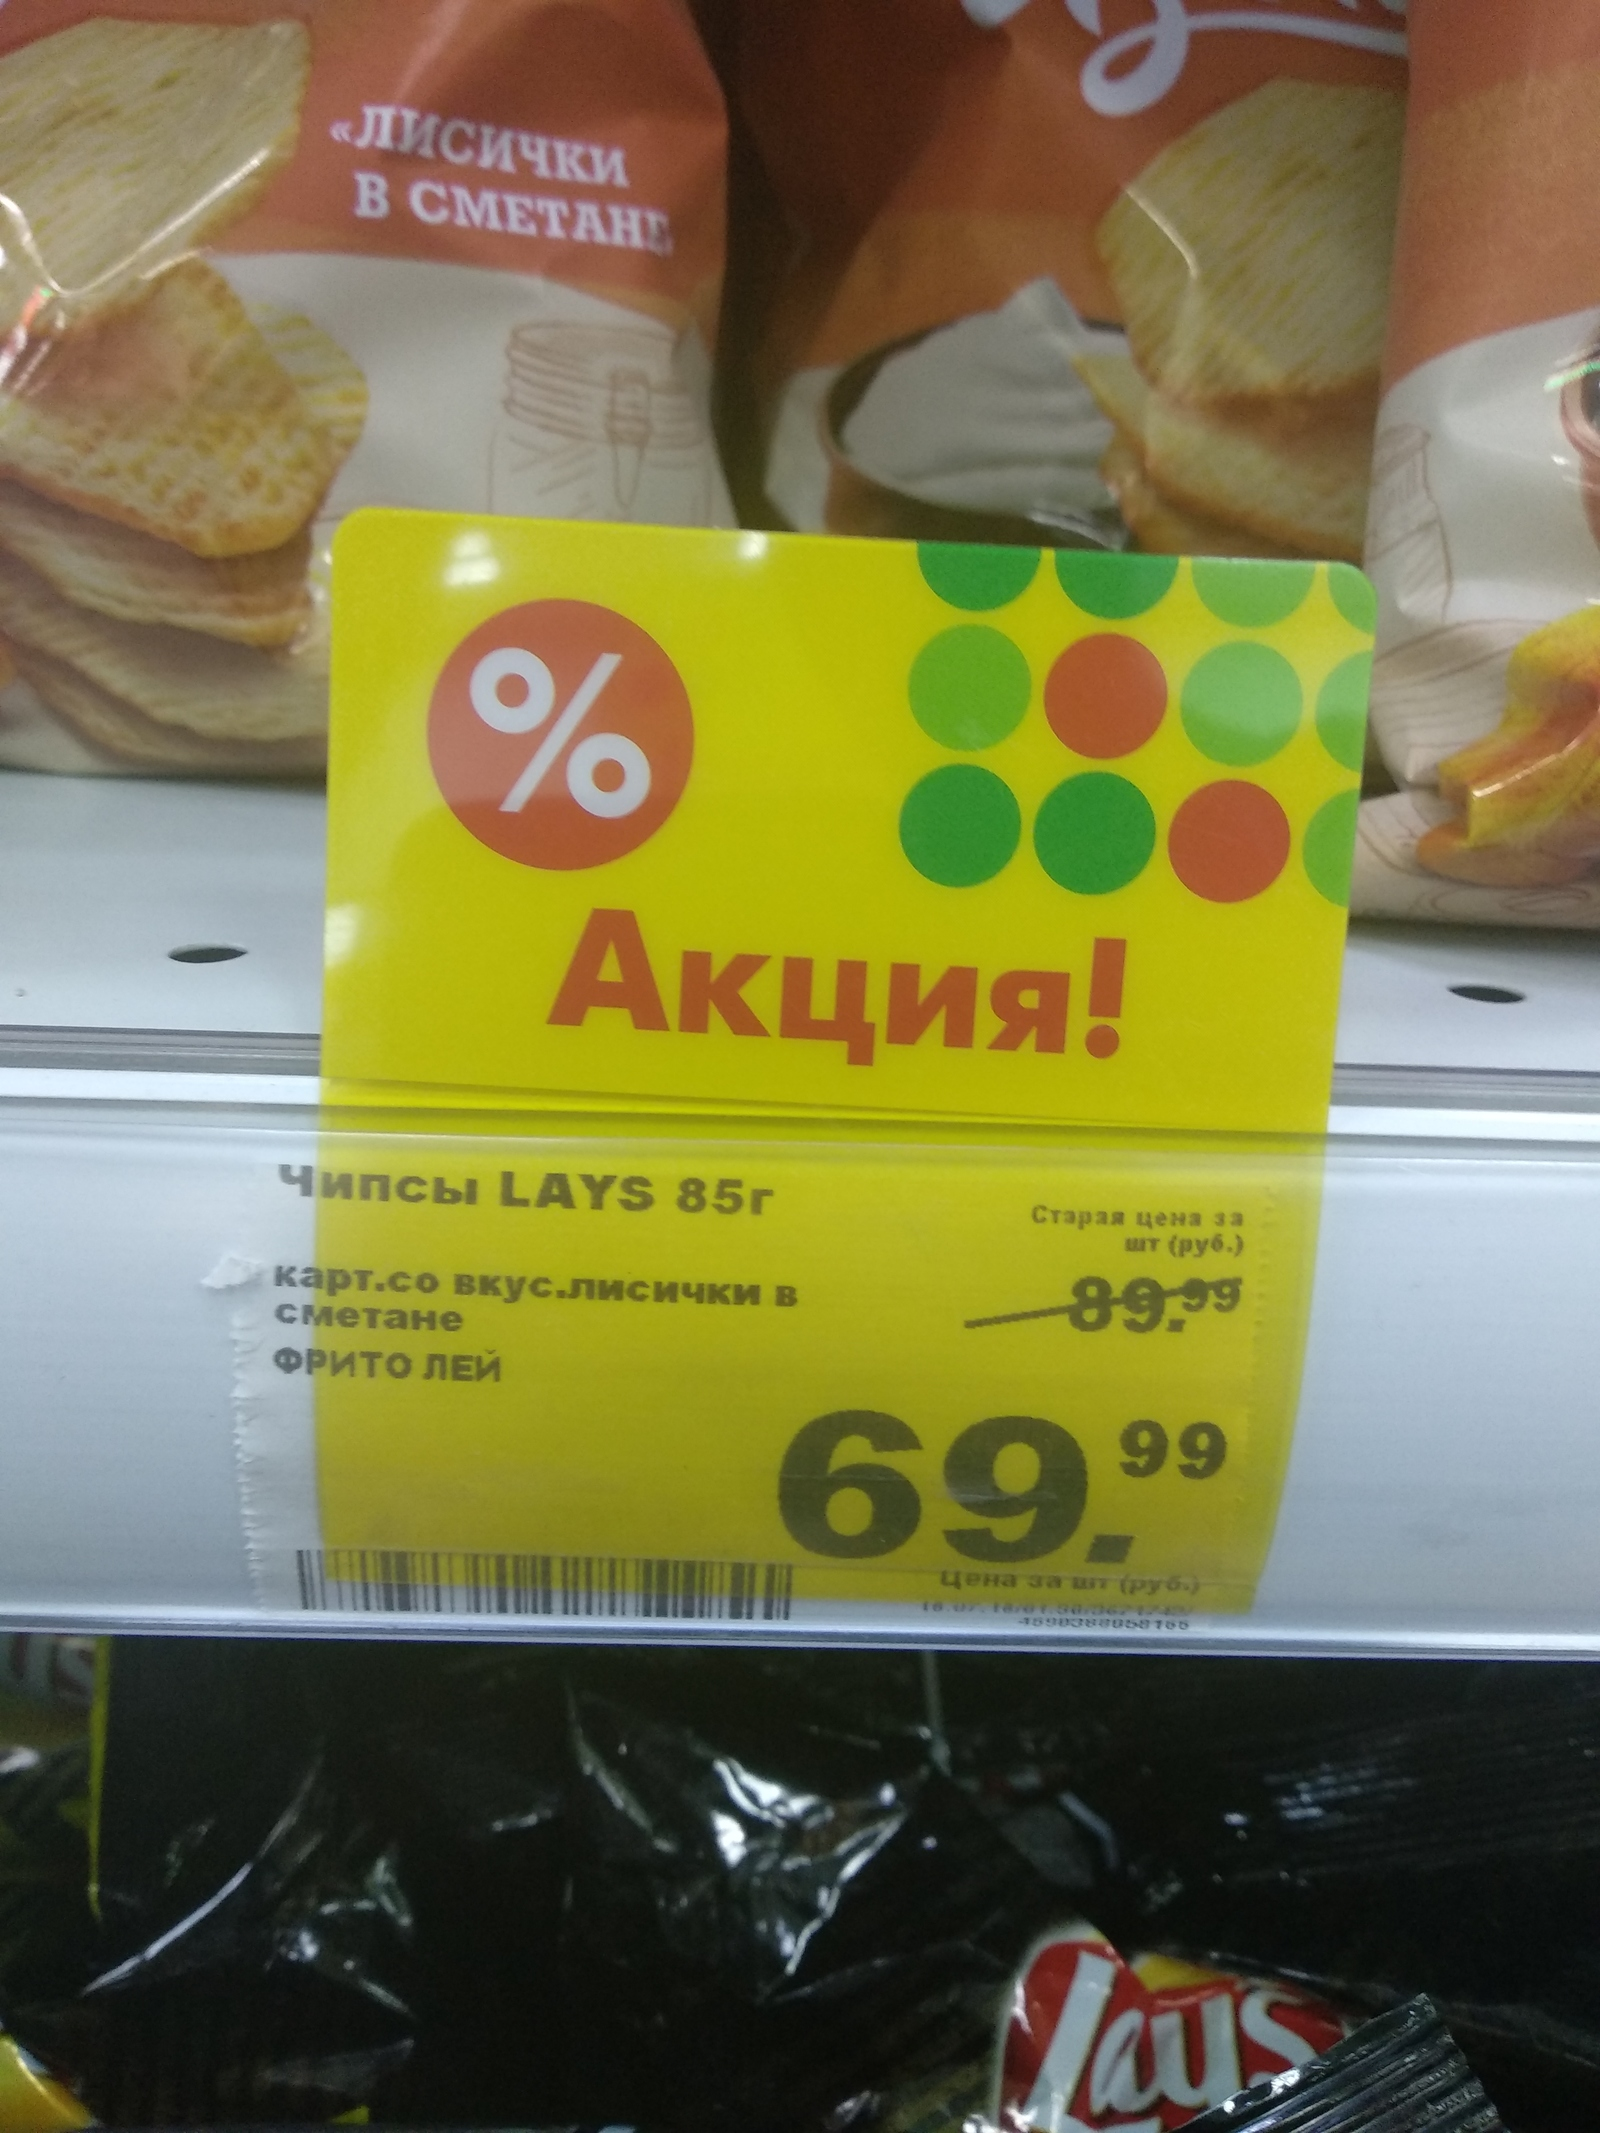 «ЛИСИЧКИ
В СМЕТАНЕ
%
Акция!
Чипсы LAYS 85г
Старая цена за
шт (руб.)
карт.со вкус.лисички в
сметане
89.99
ФРИТО ЛЕЙ
69.99
Цена за шт (руб.)
Lay's